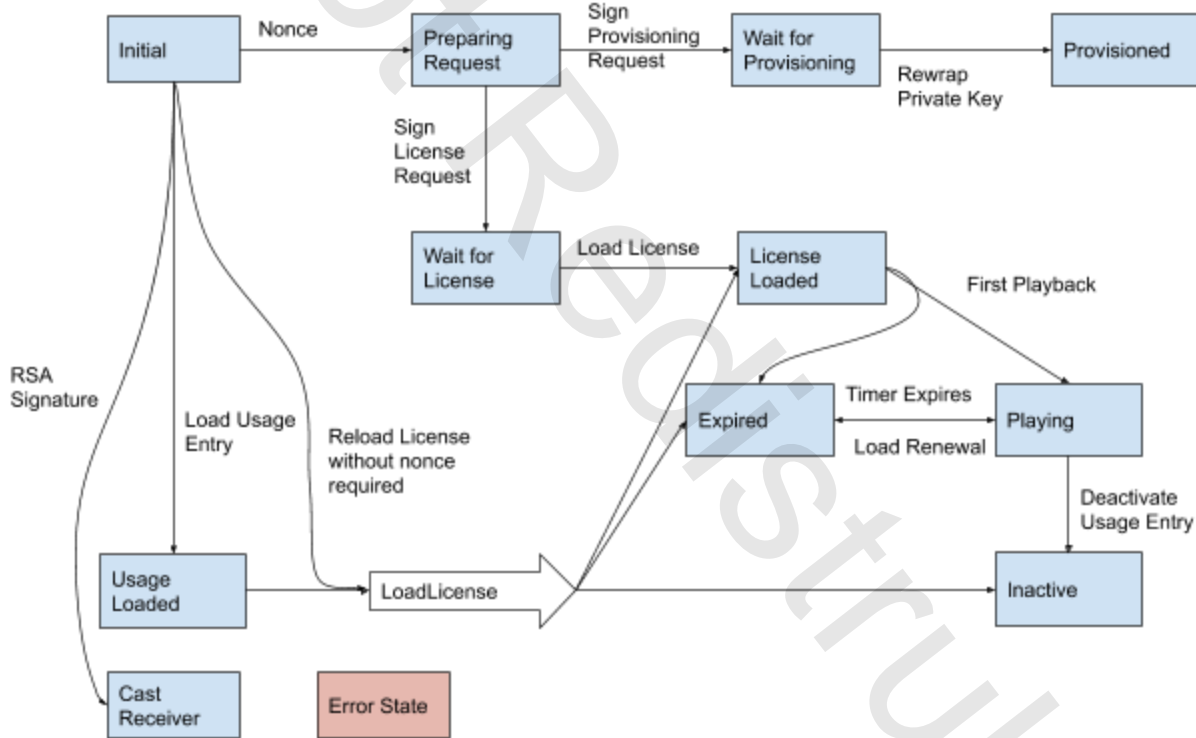 Initial
Nonce
Preparing
Request
Sign
Provisioning
Request
Wait for
Provisioning
Rewrap
Private Key
Provisioned
Sign
License
Request
Wait for
License
Load License
License
Loaded
First Playback
RSA
Signature
Load Usage
Entry
Reload License
without nonce
required
Expired
Timer Expires
Load Renewal
Playing
Deactivate
Usage Entry
Usage
Loaded
LoadLicense
Inactive
Cast
Receiver
Error State
t Redistribu